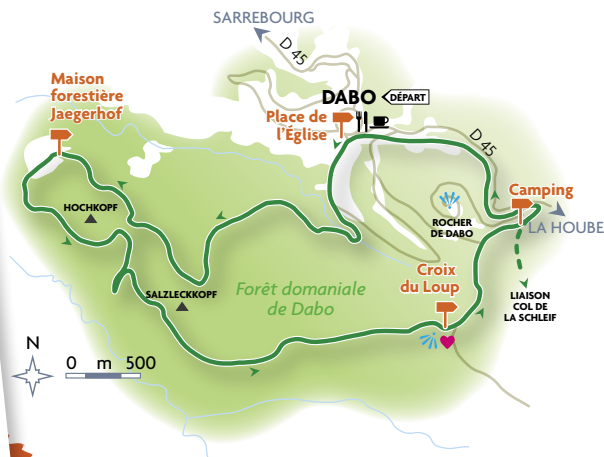 SARREBOURG
D 45
Maison
forestière
Jaegerhof
DABO
DÉPART
Place de
l'Église
D 45
Camping
HOCHKOPF
ROCHER
DE DABO
LA HOUBE
Croix
du Loup
SALZLECKKOPF
Forêt domaniale
de Dabo
LIAISON
COL DE
LA SCHLEIF
N
0 m 500